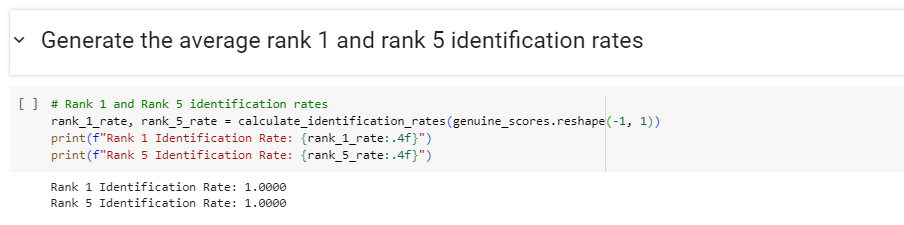 Generate the average rank 1 and rank 5 identification rates
[ ] # Rank 1 and Rank 5 identification rates
rank_1_rate, rank_5_rate = calculate_identification_rates(genuine_scores.reshape(-1, 1))
print(f"Rank 1 Identification Rate: {rank_1_rate:.4f}")
print(f"Rank 5 Identification Rate: {rank_5_rate:.4f}")
Rank 1 Identification Rate: 1.0000
Rank 5 Identification Rate: 1.0000